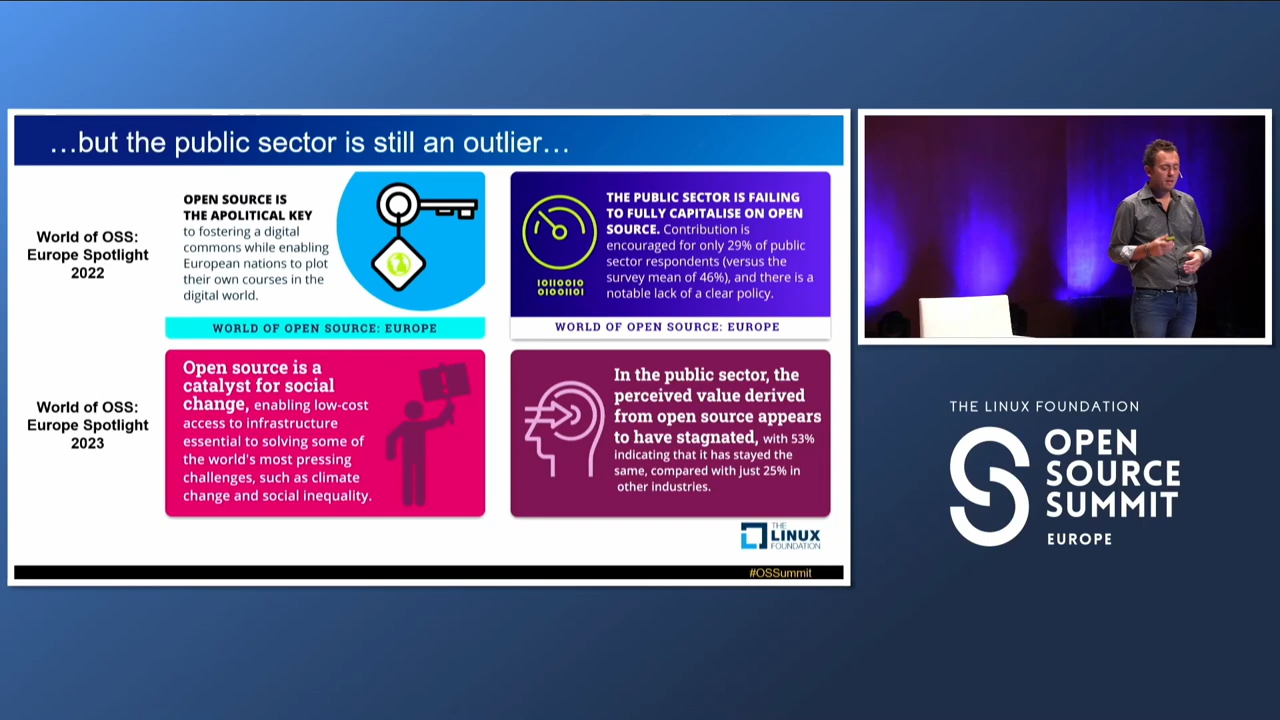 …but the public sector is still an outlier…
World of OSS:
Europe Spotlight
2022
OPEN SOURCE IS
THE APOLITICAL KEY
to fostering a digital
commons while enabling
European nations to plot
their own courses in the
digital world.
WORLD OF OPEN SOURCE: EUROPE
THE PUBLIC SECTOR IS FAILING
TO FULLY CAPITALISE ON OPEN
SOURCE. Contribution is
encouraged for only 29% of public
sector respondents (versus the
survey mean of 46%), and there is a
notable lack of a clear policy.
10110010
01001101
WORLD OF OPEN SOURCE: EUROPE
World of OSS:
Europe Spotlight
2023
Open source is a
catalyst for social
change, enabling low-cost
access to infrastructure
essential to solving some of
the world's most pressing
challenges, such as climate
change and social inequality.
In the public sector, the
perceived value derived
from open source appears
to have stagnated, with 53%
indicating that it has stayed the
same, compared with just 25% in
other industries.
THE
LINUX
FOUNDATION
#OSSummit
THE LINUX FOUNDATION
OPEN
SOURCE
SUMMIT
EUROPE